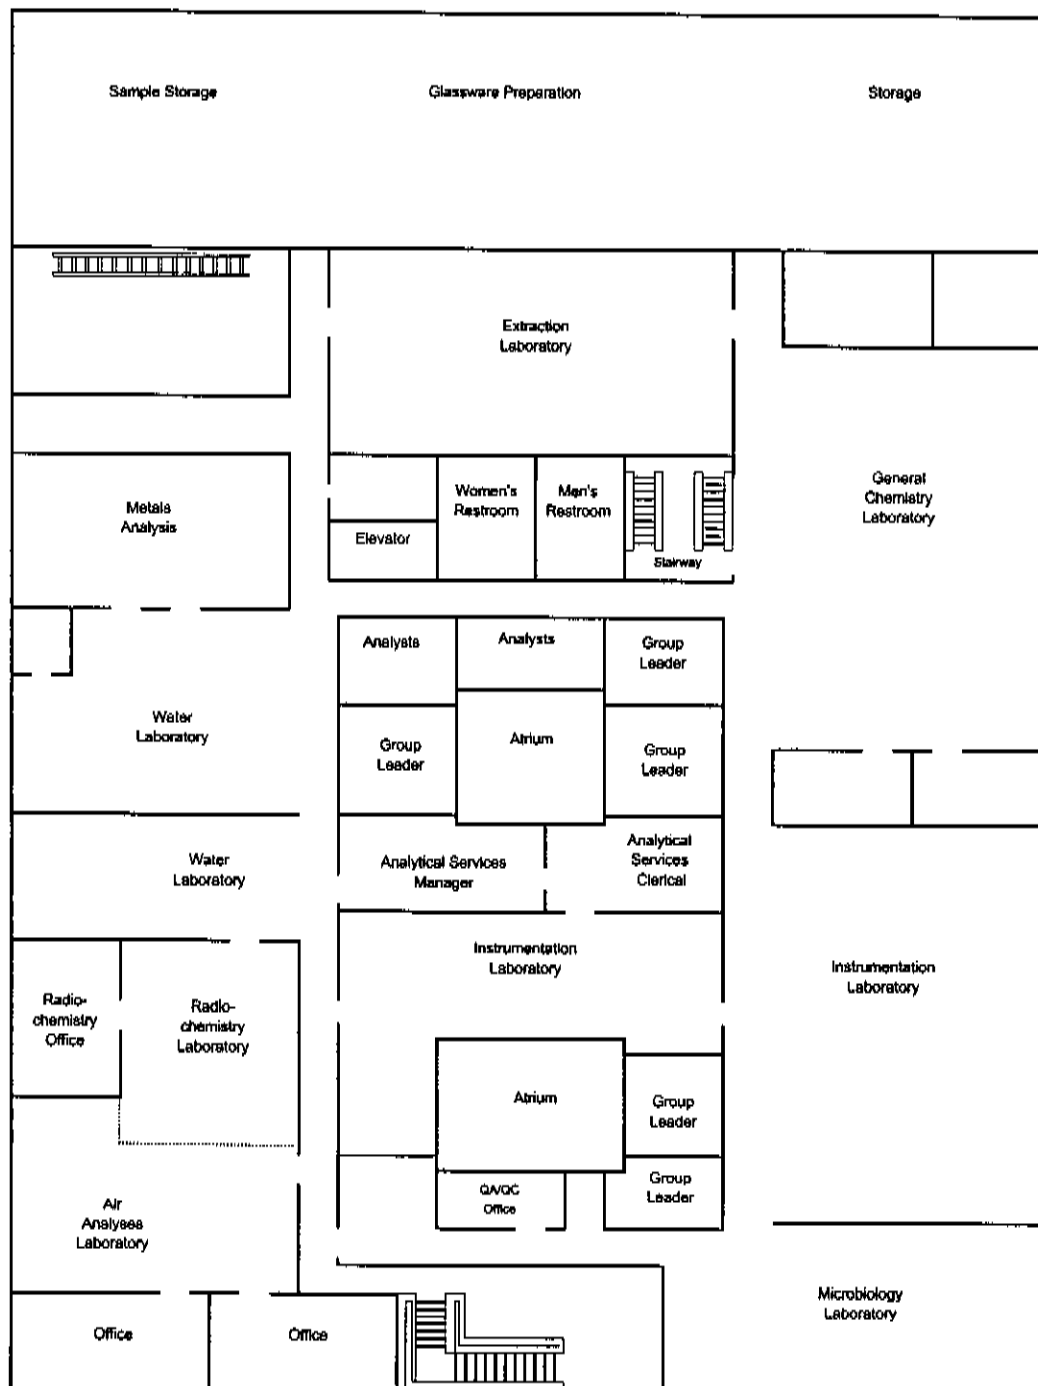 Sample Storage
Glassware Preparation
Storage
Extraction
Laboratory
Metals
Analysis
Women's
Restroom
Men's
Restroom
Elevator
Stairway
General
Chemistry
Laboratory
Analysts
Analysts
Group
Leader
Water
Laboratory
Group
Leader
Atrium
Group
Leader
Water
Laboratory
Analytical Services
Manager
Analytical
Services
Clerical
Instrumentation
Laboratory
Instrumentation
Laboratory
Radio-
chemistry
Office
Radio-
chemistry
Laboratory
Atrium
Group
Leader
Air
Analyses
Laboratory
QA/QC
Office
Group
Leader
Microbiology
Laboratory
Office
Office